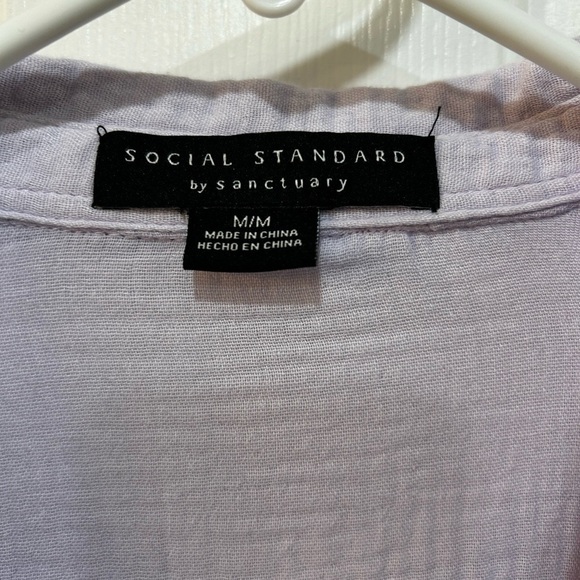 SOCIAL STANDARD
by sanctuary
M/M
MADE IN CHINA
HECHO EN CHINA